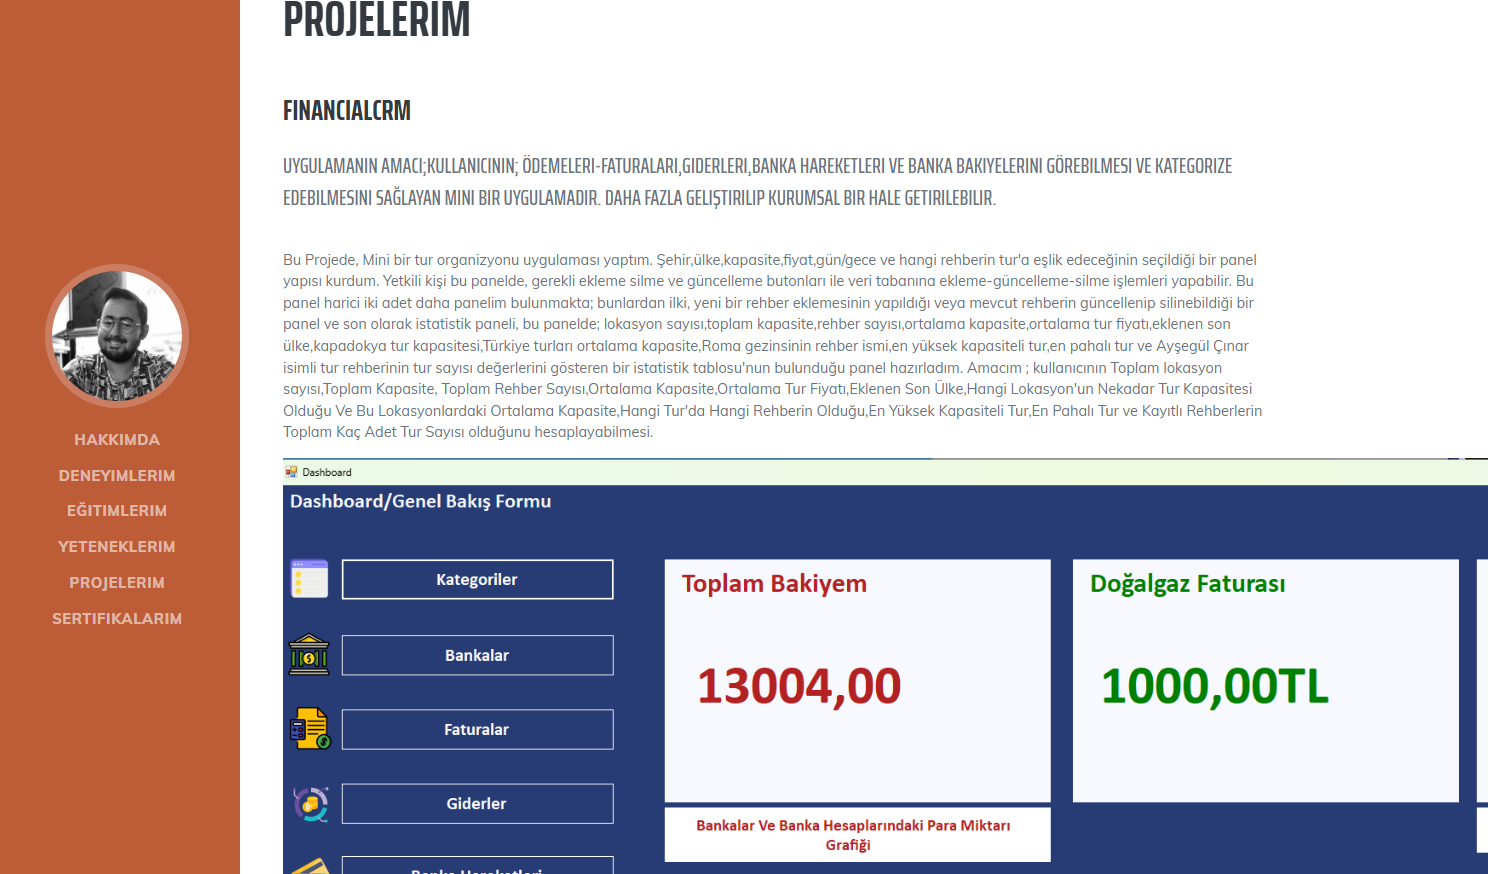 PROJELERIM
FINANCIALCRM
UYGULAMANIN AMACI;KULLANICININ; ÖDEMELERI-FATURALARI,GIDERLERI,BANKA HAREKETLERI VE BANKA BAKIYELERINI GÖREBILMESI VE KATEGORIZE
EDEBILMESINI SAĞLAYAN MINI BIR UYGULAMADIR. DAHA FAZLA GELIŞTIRILIP KURUMSAL BIR HALE GETIRILEBILIR.
Bu Projede, Mini bir tur organizyonu uygulaması yaptım. Şehir,ülke,kapasite,fiyat,gün/gece ve hangi rehberin tur'a eşlik edeceğinin seçildiği bir panel
yapısı kurdum. Yetkili kişi bu panelde, gerekli ekleme silme ve güncelleme butonları ile veri tabanına ekleme-güncelleme-silme işlemleri yapabilir. Bu
panel harici iki adet daha panelim bulunmakta; bunlardan ilki, yeni bir rehber eklemesinin yapıldığı veya mevcut rehberin güncellenip silinebildiği bir
panel ve son olarak istatistik paneli, bu panelde; lokasyon sayısı,toplam kapasite,rehber sayısı,ortalama kapasite,ortalama tur fiyatı,eklenen son
ülke,kapadokya tur kapasitesi,Türkiye turları ortalama kapasite,Roma gezinsinin rehber ismi,en yüksek kapasiteli tur,en pahalı tur ve Ayşegül Çınar
isimli tur rehberinin tur sayısı değerlerini gösteren bir istatistik tablosu'nun bulunduğu panel hazırladım. Amacım ; kullanıcının Toplam lokasyon
sayısı,Toplam Kapasite, Toplam Rehber Sayısı,Ortalama Kapasite,Ortalama Tur Fiyatı,Eklenen Son Ülke,Hangi Lokasyon'un Nekadar Tur Kapasitesi
Olduğu Ve Bu Lokasyonlardaki Ortalama Kapasite,Hangi Tur'da Hangi Rehberin Olduğu,En Yüksek Kapasiteli Tur,En Pahalı Tur ve Kayıtlı Rehberlerin
Toplam Kaç Adet Tur Sayısı olduğunu hesaplayabilmesi.
HAKKIMDA
DENEYIMLERIM
EĞITIMLERIM
YETENEKLERIM
PROJELERIM
SERTIFIKALARIM
Dashboard
Dashboard/Genel Bakış Formu
Kategoriler
Bankalar
Faturalar
Giderler
Banka Hareketleri
Toplam Bakiyem
13004,00
Doğalgaz Faturası
1000,00TL
Bankalar Ve Banka Hesaplarındaki Para Miktarı
Grafiği